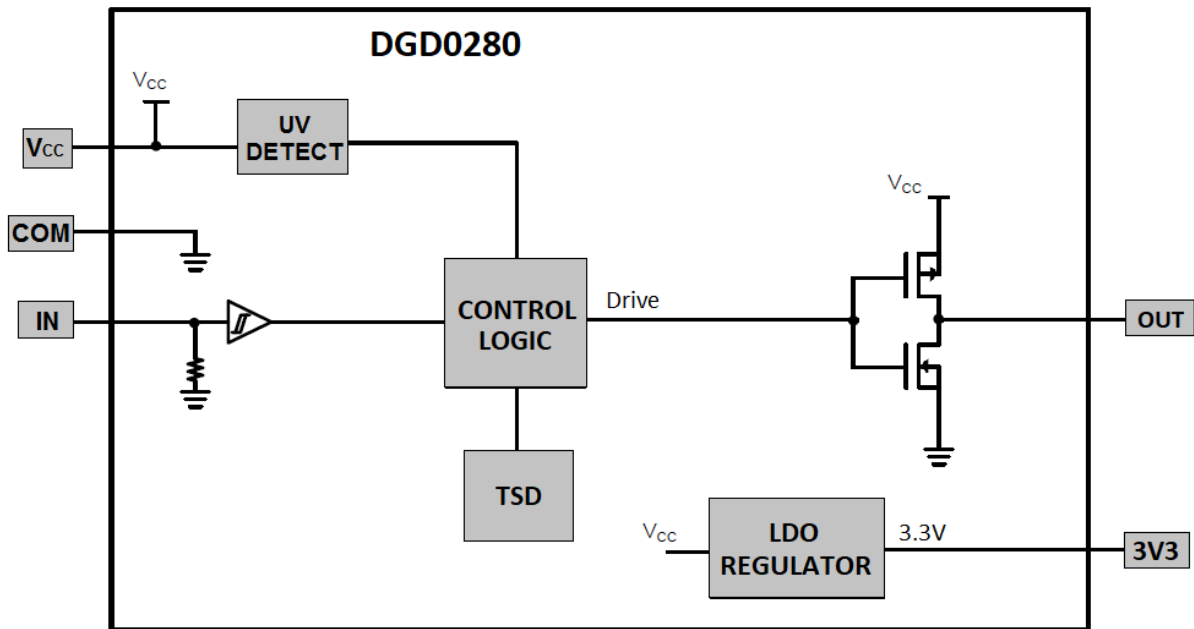 DGD0280
VCC
VCC
UV
DETECT
COM
IN
CONTROL
LOGIC
Drive
VCC
OUT
TSD
VCC
LDO
REGULATOR
3.3V
3V3